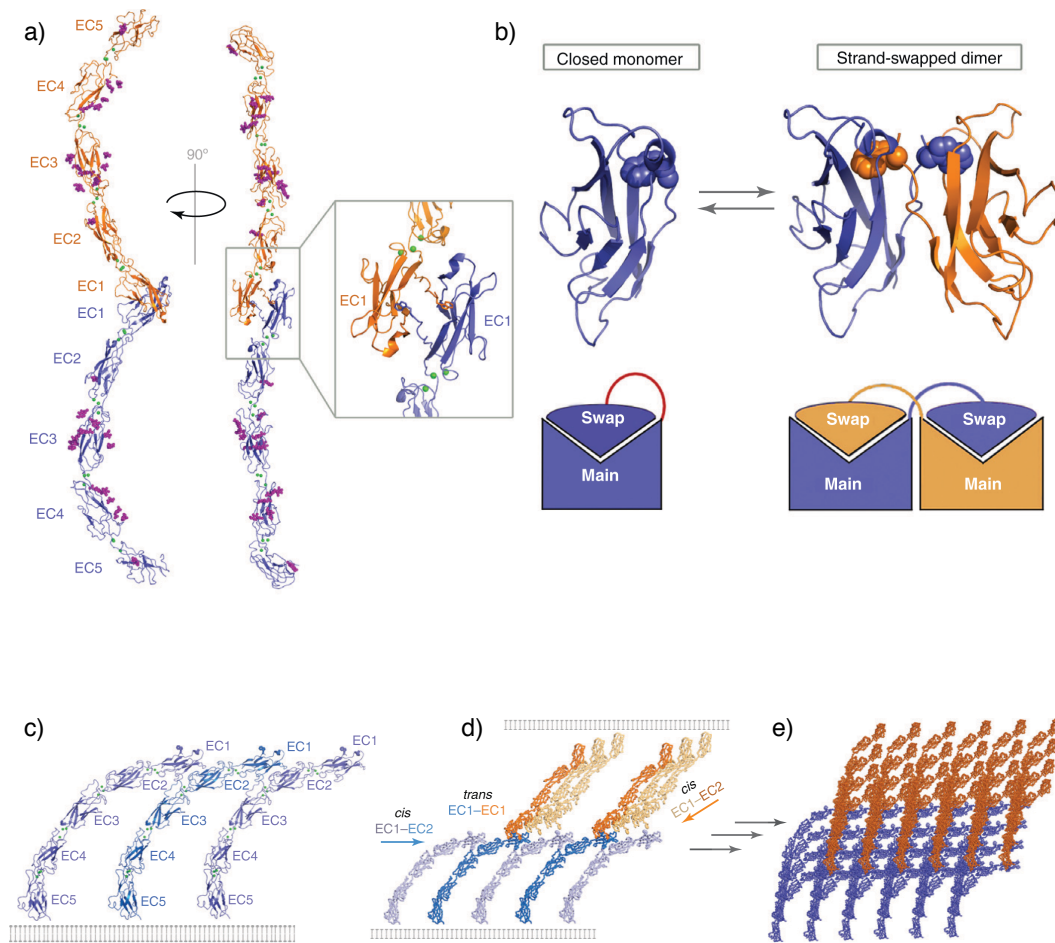 a)
EC5
EC4
EC3
EC2
EC1
EC1
EC2
EC3
EC4
EC5
90°
EC1
EC1
b)
Closed monomer
Strand-swapped dimer
Swap
Main
Swap
Swap
Main
Main
c)
EC1
EC1
EC1
EC2
EC2
EC2
EC3
EC3
EC3
EC4
EC4
EC4
EC5
EC5
EC5
d)
cis
EC1–EC2
trans
EC1–EC1
cis
EC1–EC2
e)